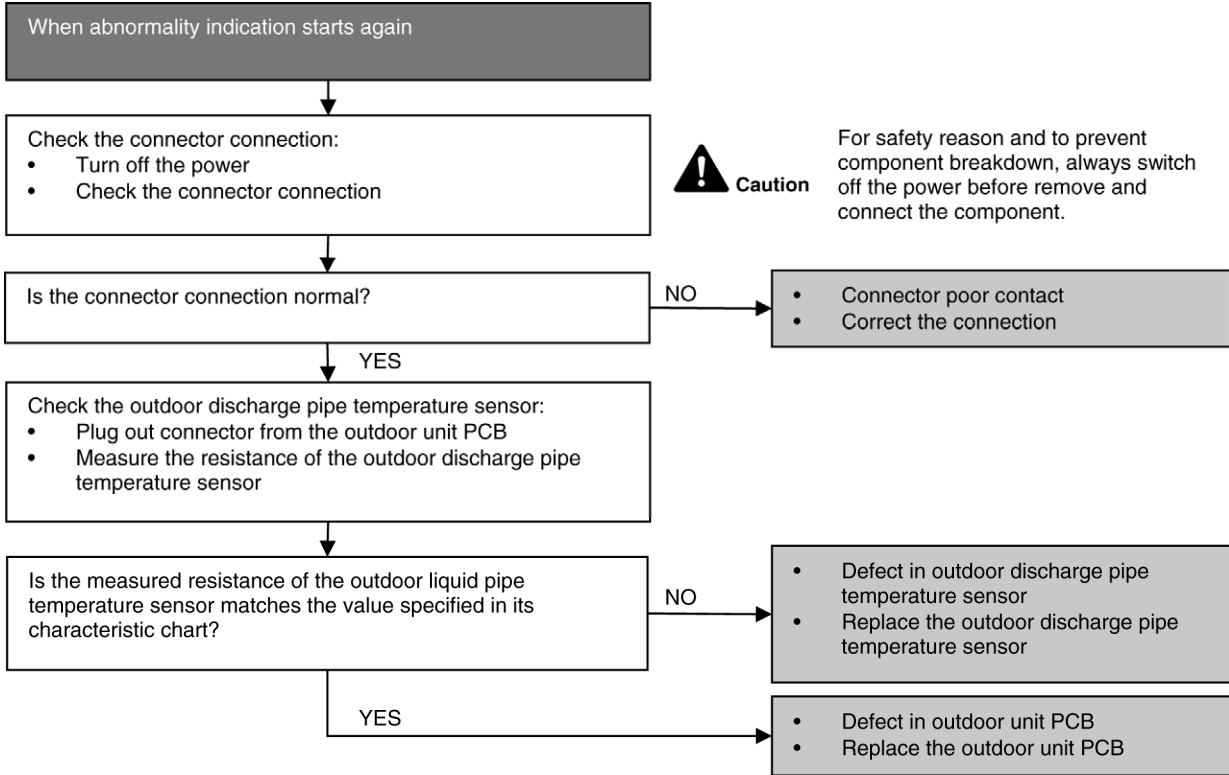 When abnormality indication starts again
Check the connector connection:
• Turn off the power
• Check the connector connection
Caution
For safety reason and to prevent
component breakdown, always switch
off the power before remove and
connect the component.
Is the connector connection normal?
NO
• Connector poor contact
• Correct the connection
YES
Check the outdoor discharge pipe temperature sensor:
• Plug out connector from the outdoor unit PCB
• Measure the resistance of the outdoor discharge pipe
temperature sensor
Is the measured resistance of the outdoor liquid pipe
temperature sensor matches the value specified in its
characteristic chart?
NO
• Defect in outdoor discharge pipe
temperature sensor
• Replace the outdoor discharge pipe
temperature sensor
YES
• Defect in outdoor unit PCB
• Replace the outdoor unit PCB